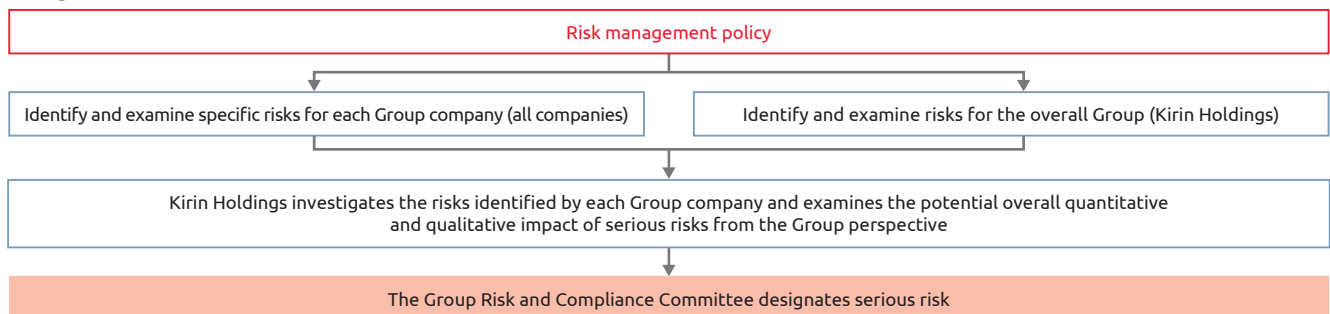 Risk management policy
Identify and examine specific risks for each Group company (all companies)
Identify and examine risks for the overall Group (Kirin Holdings)
Kirin Holdings investigates the risks identified by each Group company and examines the potential overall quantitative
and qualitative impact of serious risks from the Group perspective
The Group Risk and Compliance Committee designates serious risk